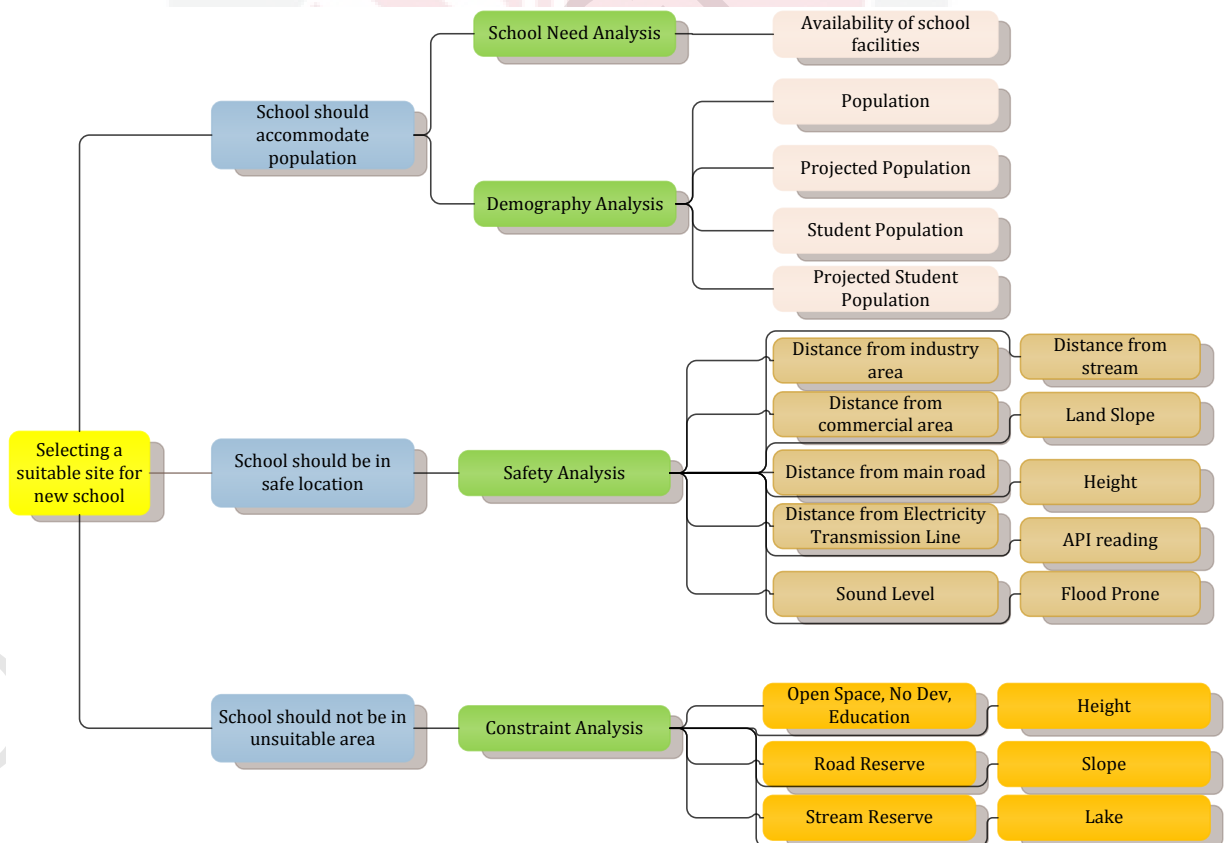 School Need Analysis
Availability of school
facilities
School should
accommodate
population
Population
Projected Population
Demography Analysis
Student Population
Projected Student
Population
Distance from industry
area
Distance from
stream
Distance from
commercial area
Land Slope
Selecting a
suitable site for
new school
School should be in
safe location
Safety Analysis
Distance from main road
Height
Distance from Electricity
Transmission Line
API reading
Sound Level
Flood Prone
School should not be in
unsuitable area
Constraint Analysis
Open Space, No Dev,
Education
Height
Road Reserve
Slope
Stream Reserve
Lake